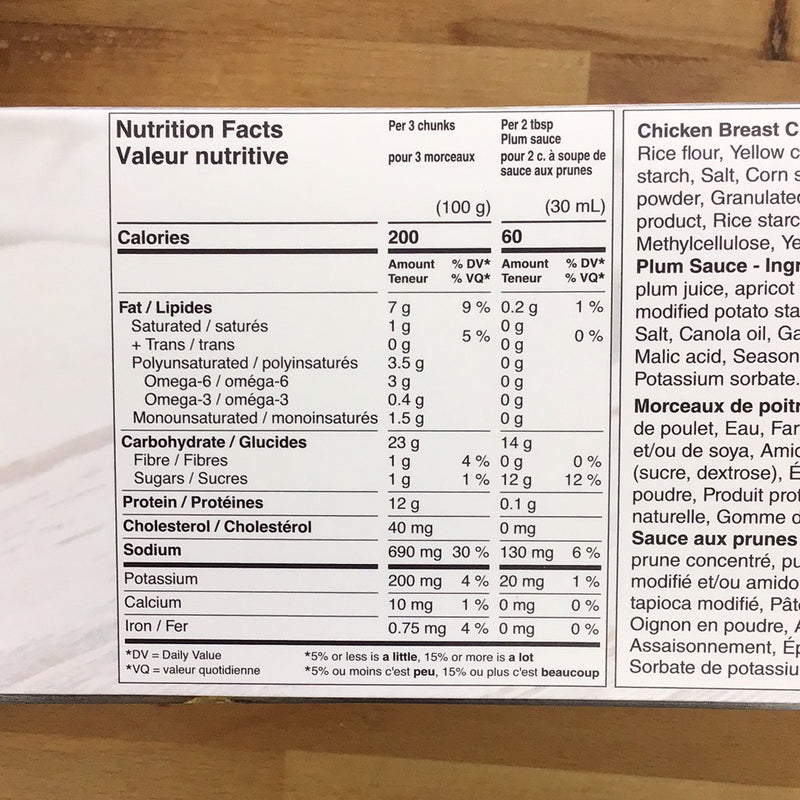 Nutrition Facts
Valeur nutritive
Per 3 chunks
pour 3 morceaux
(100 g)
Per 2 tbsp
Plum sauce
pour 2 c. à soupe de
sauce aux prunes
(30 mL)
Calories 200 60
Amount % DV* Amount % DV*
Teneur % VQ* Teneur % VQ*
Fat / Lipides 7 g 9 % 0.2 g 1 %
Saturated / saturés 1 g 0 g
+ Trans / trans 0 g 5 % 0 g 0 %
Polyunsaturated / polyinsaturés 3.5 g 0 g
Omega-6 / oméga-6 3 g 0 g
Omega-3 / oméga-3 0.4 g 0 g
Monounsaturated / monoinsaturés 1.5 g 0 g
Carbohydrate / Glucides 23 g 14 g
Fibre / Fibres 1 g 4 % 0 g 0 %
Sugars / Sucres 1 g 1 % 12 g 12 %
Protein / Protéines 12 g 0.1 g
Cholesterol / Cholestérol 40 mg 0 mg
Sodium 690 mg 30 % 130 mg 6 %
Potassium 200 mg 4 % 20 mg 1 %
Calcium 10 mg 1 % 0 mg 0 %
Iron / Fer 0.75 mg 4 % 0 mg 0 %
*DV = Daily Value *5% or less is a little, 15% or more is a lot
*VQ = valeur quotidienne *5% ou moins c'est peu, 15% ou plus c'est beaucoup
Chicken Breast
Rice flour, Yellow
starch, Salt, Corn
powder, Granulated
product, Rice
Methylcellulose,
Plum Sauce -
plum juice, apricot
modified potato
Salt, Canola oil,
Malic acid,
Potassium sorbate.
Morceaux de
de poulet, Eau,
et/ou de soya,
(sucre, dextrose),
poudre, Produit
naturelle, Gomme
Sauce aux prunes
prune concentré,
modifié et/ou
tapioca modifié,
Oignon en poudre,
Assaisonnement,
Sorbate de